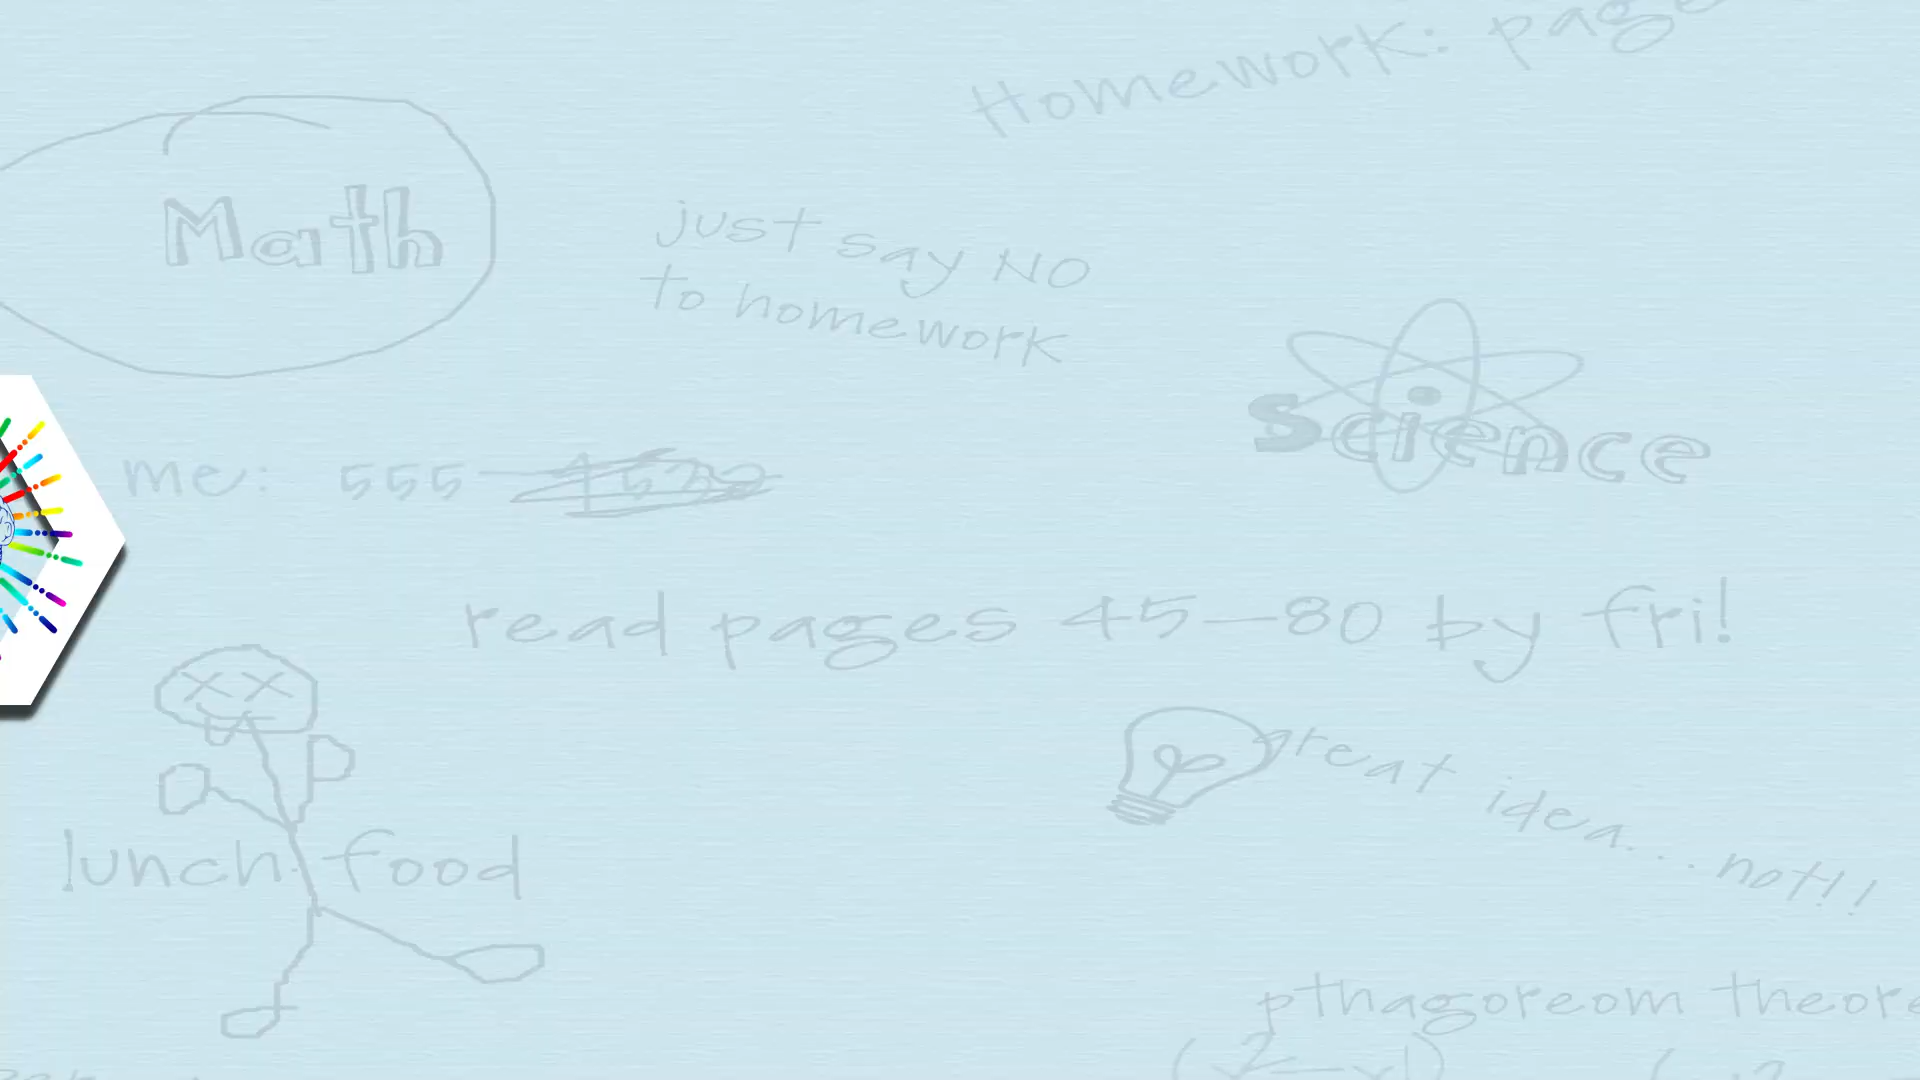 Homework: page
Math
just say NO
to homework
Science
me: 555-
read pages 45-80 by fri!
great idea... not!!
lunch food
pthagoreom theore